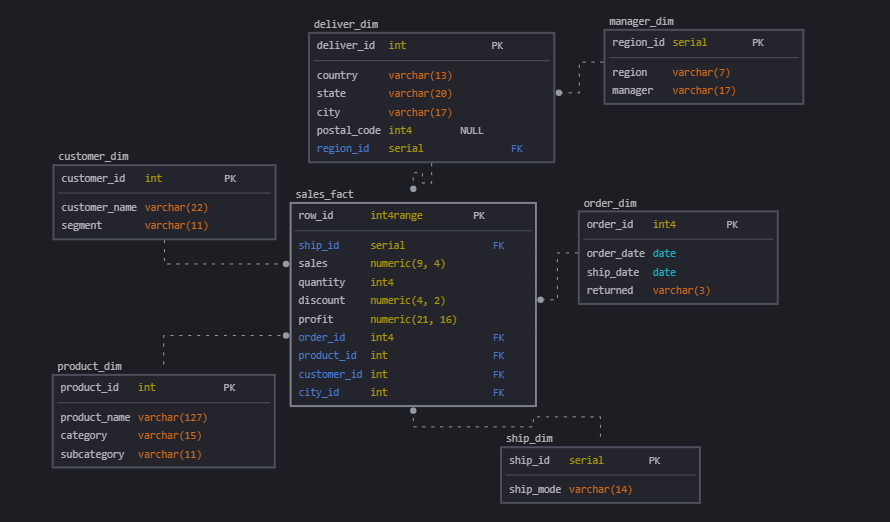 deliver_dim
deliver_id int PK
country varchar(13)
state varchar(20)
city varchar(17)
postal_code int4 NULL
region_id serial FK
manager_dim
region_id serial PK
region varchar(7)
manager varchar(17)
customer_dim
customer_id int PK
customer_name varchar(22)
segment varchar(11)
sales_fact
row_id int4range PK
ship_id serial FK
sales numeric(9, 4)
quantity int4
discount numeric(4, 2)
profit numeric(21, 16)
order_id int4 FK
product_id int FK
customer_id int FK
city_id int FK
order_dim
order_id int4 PK
order_date date
ship_date date
returned varchar(3)
product_dim
product_id int PK
product_name varchar(127)
category varchar(15)
subcategory varchar(11)
ship_dim
ship_id serial PK
ship_mode varchar(14)